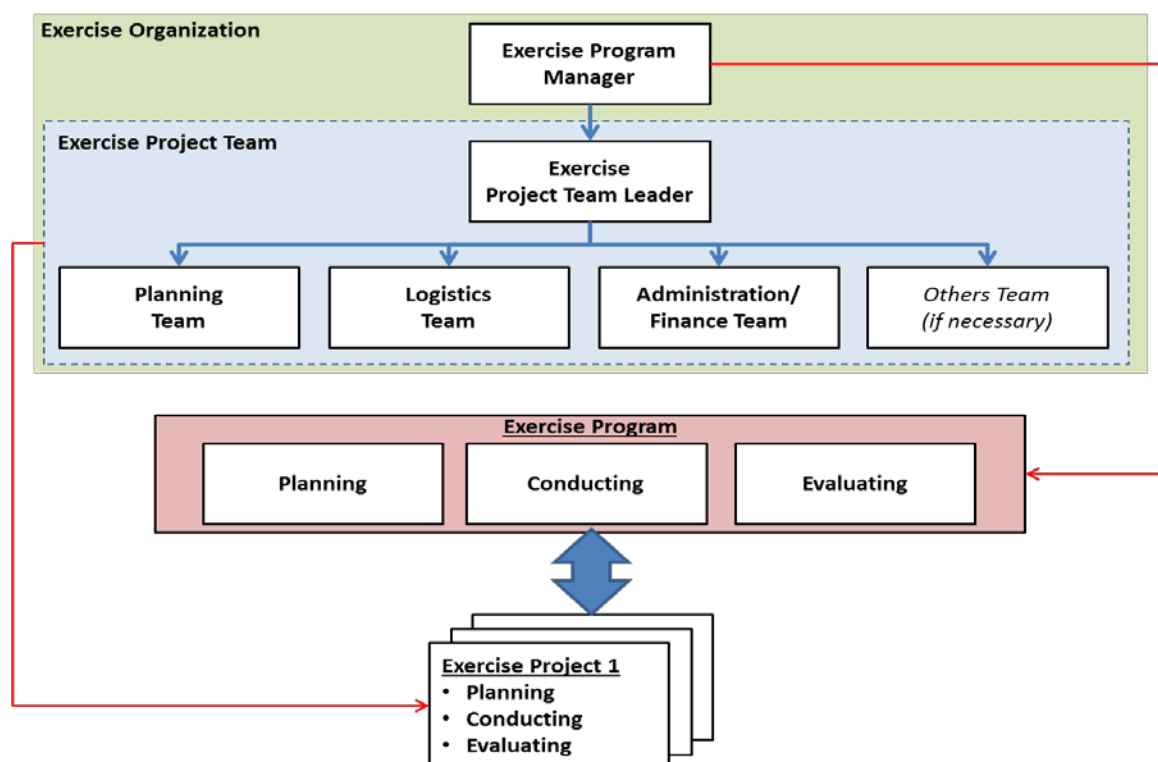 Exercise Organization
Exercise Program
Manager
Exercise Project Team
Exercise
Project Team Leader
Planning
Team
Logistics
Team
Administration/
Finance Team
Others Team
(if necessary)
Exercise Program
Planning
Conducting
Evaluating
Exercise Project 1
• Planning
• Conducting
• Evaluating